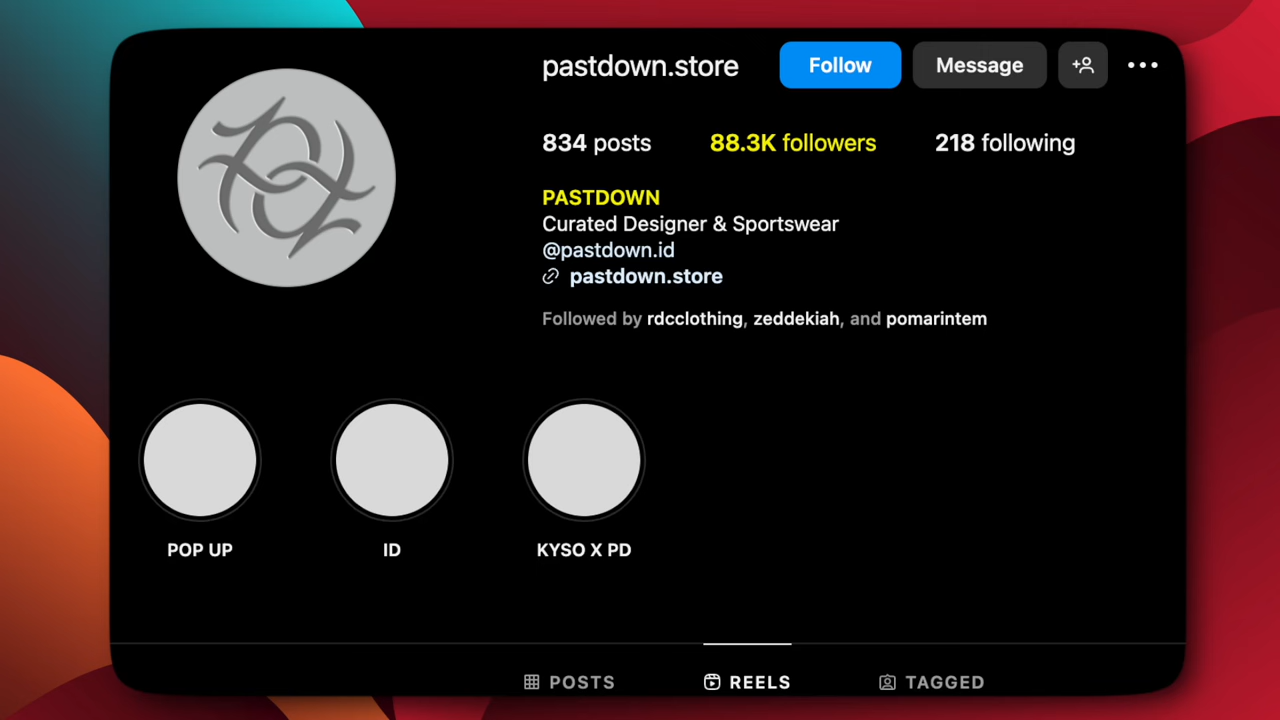 pastdown.store Follow Message
834 posts 88.3K followers 218 following
PASTDOWN
Curated Designer & Sportswear
@pastdown.id
pastdown.store
Followed by rdcclothing, zeddekiah, and pomarintem
POP UP ID KYSO X PD
POSTS REELS TAGGED